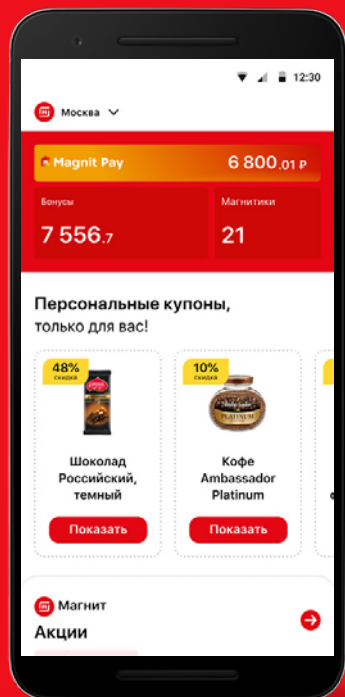 12:30
Москва
Magnit Pay 6 800.01 ₽
Бонусы Магнитики
7 556.7 21
Персональные купоны,
только для вас!
48% 10%
скидка скидка
Шоколад Кофе
Российский, Ambassador
темный Platinum
Показать Показать
Магнит
Акции